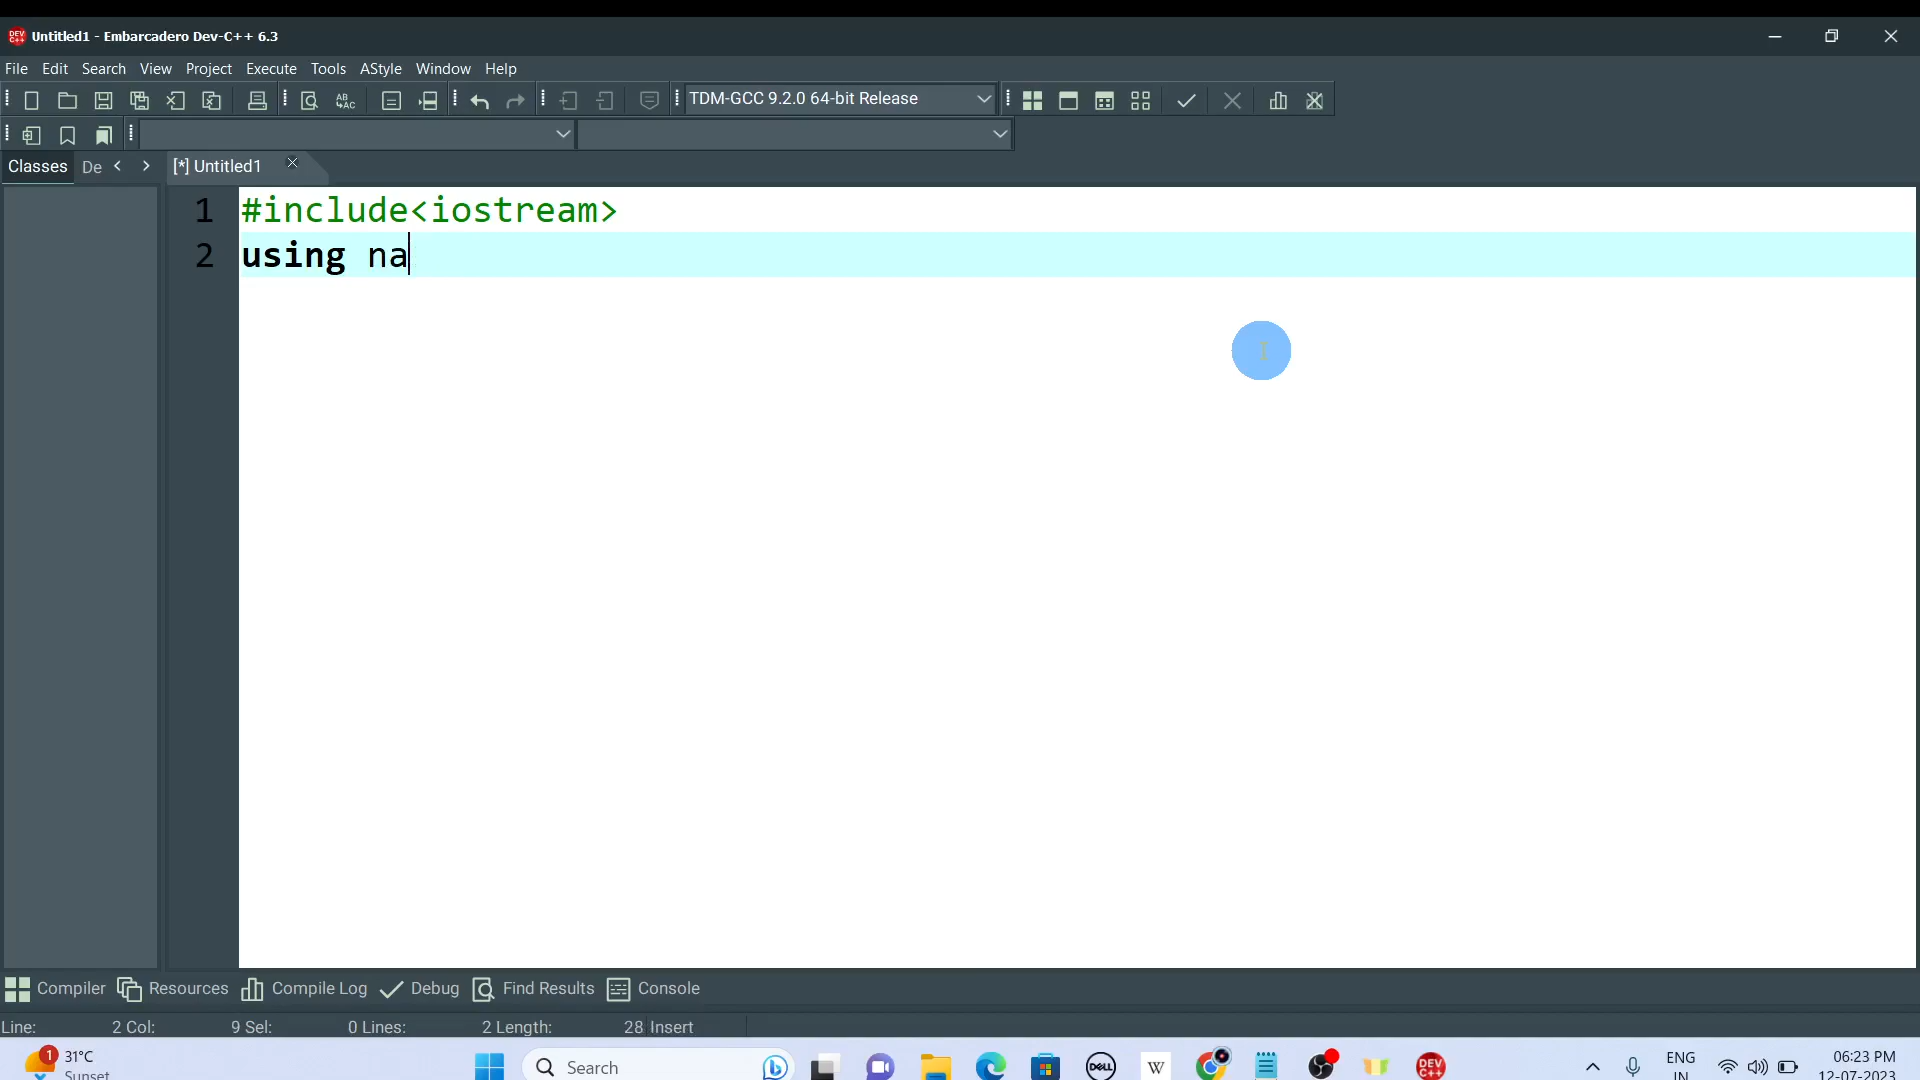 Untitled1 - Embarcadero Dev-C++ 6.3
File Edit Search View Project Execute Tools AStyle Window Help
TDM-GCC 9.2.0 64-bit Release
Classes De [*] Untitled1
1 #include<iostream>
2 using na
Compiler Resources Compile Log Debug Find Results Console
Line: 2 Col: 9 Sel: 0 Lines: 2 Length: 28 Insert
1 31°C Search ENG 06:23 PM
Sunset IN 12-07-2023